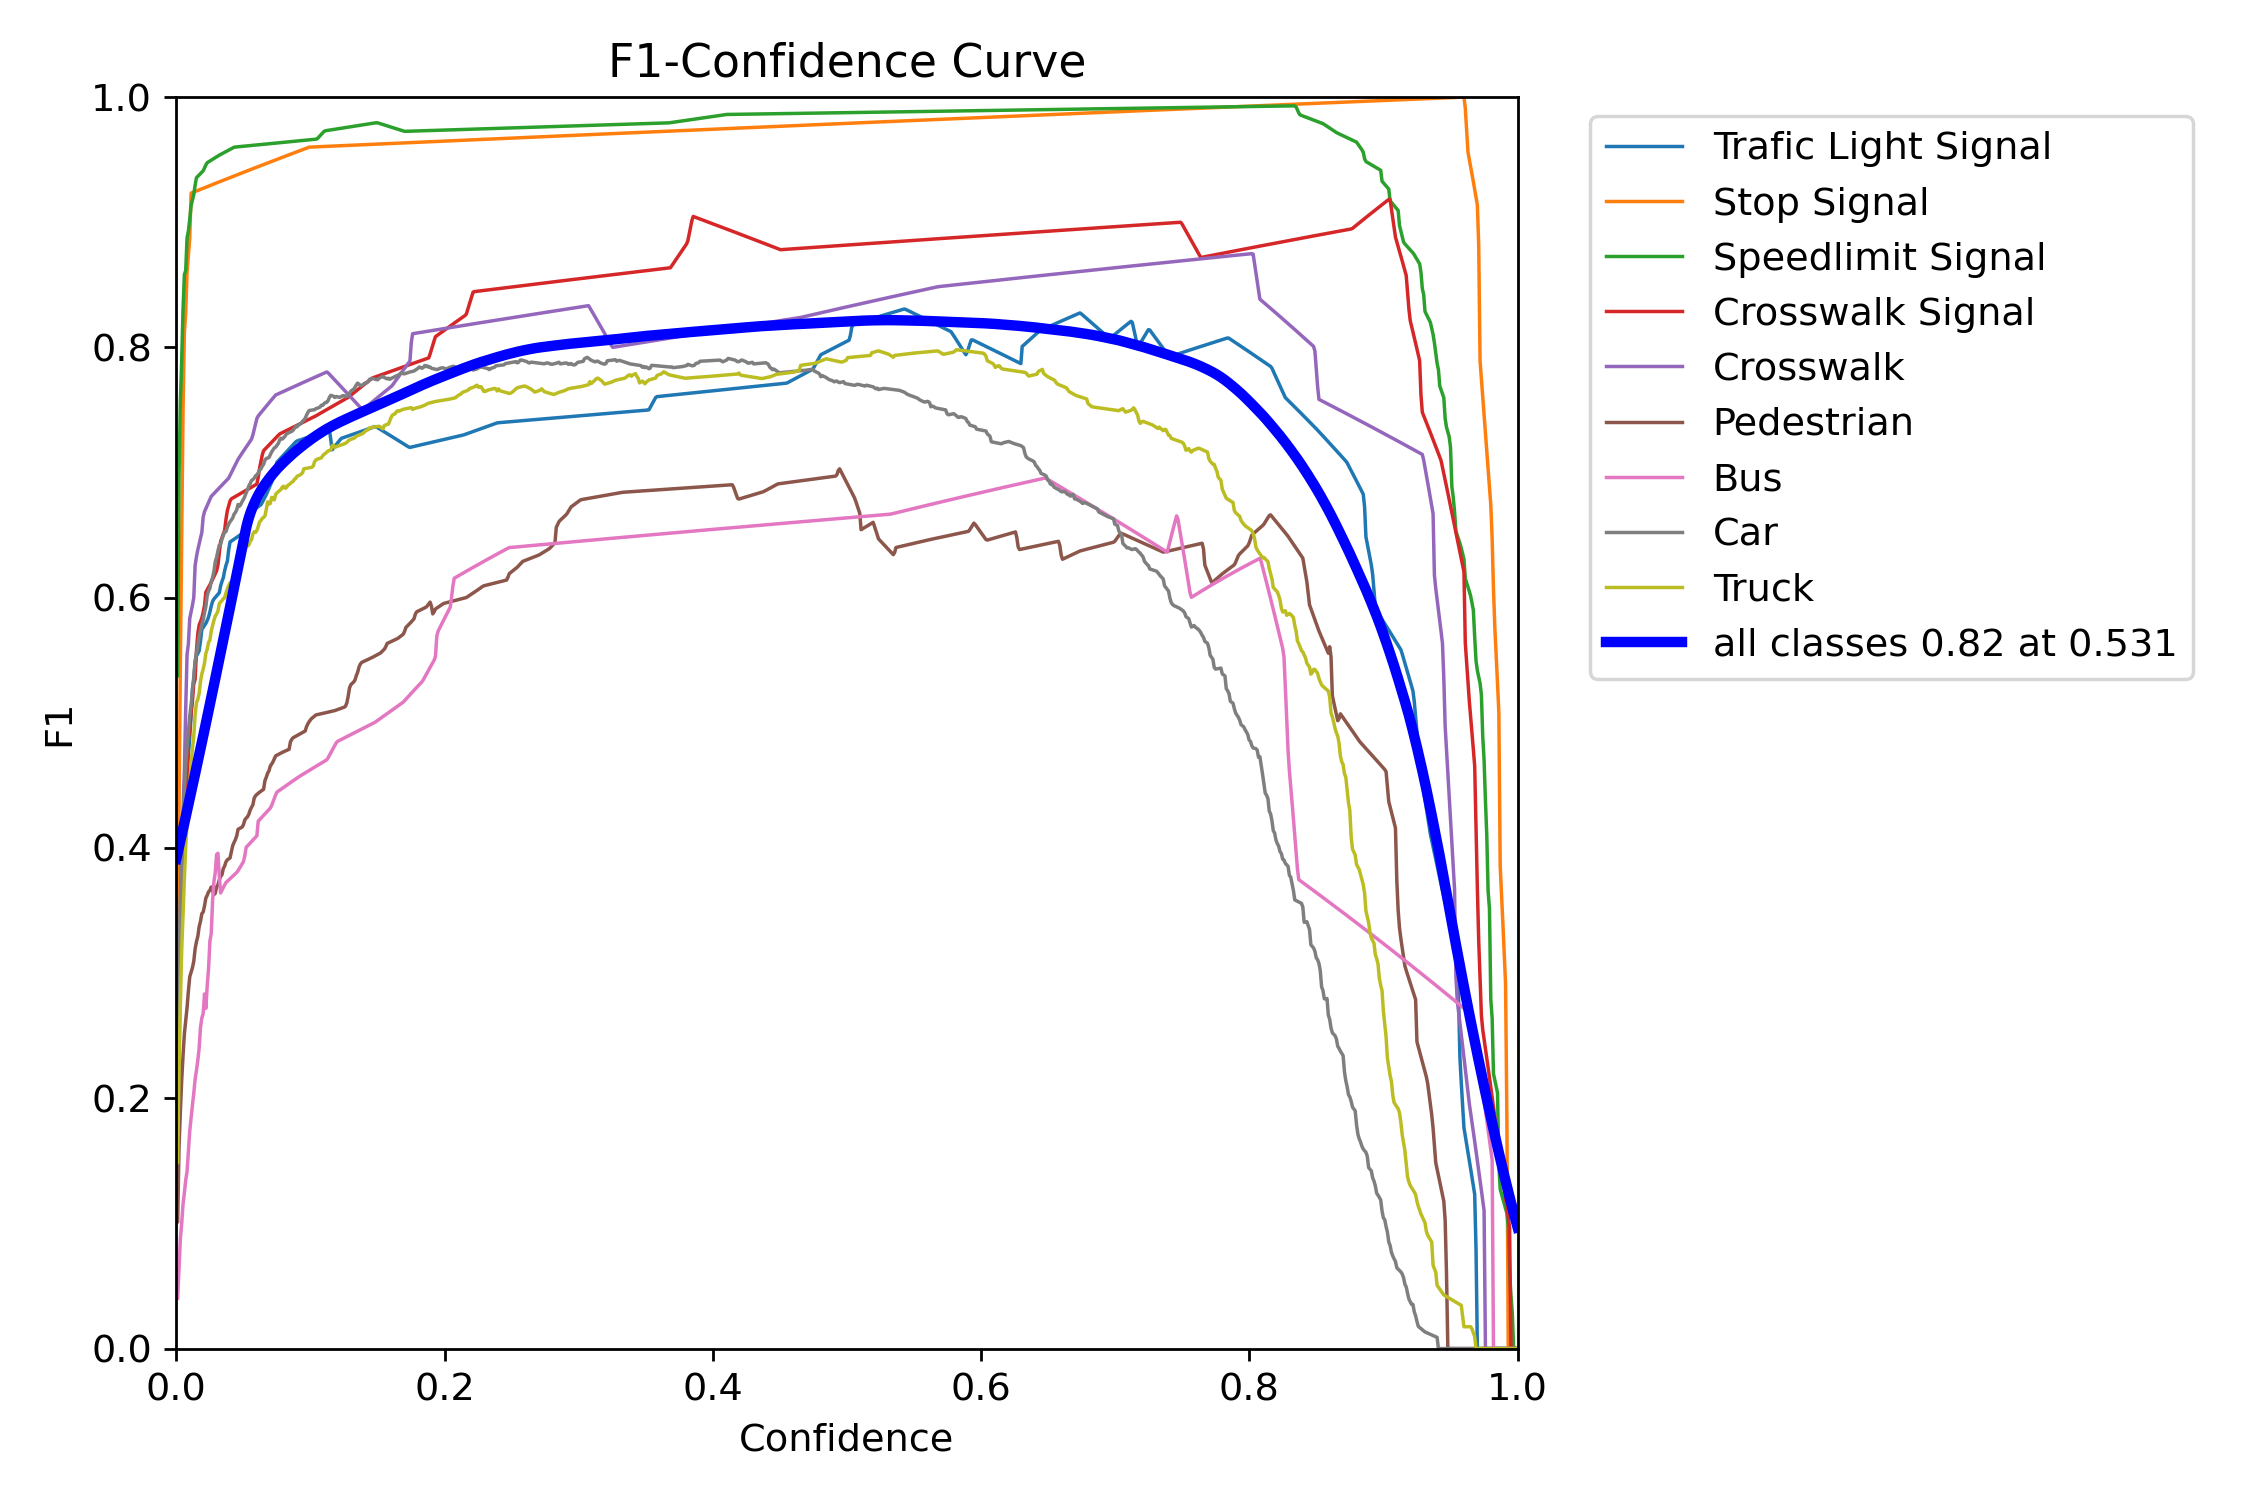 F1-Confidence Curve
1.0
0.8
0.6
0.4
0.2
0.0
F1
0.0 0.2 0.4 0.6 0.8 1.0
Confidence
Trafic Light Signal
Stop Signal
Speedlimit Signal
Crosswalk Signal
Crosswalk
Pedestrian
Bus
Car
Truck
all classes 0.82 at 0.531